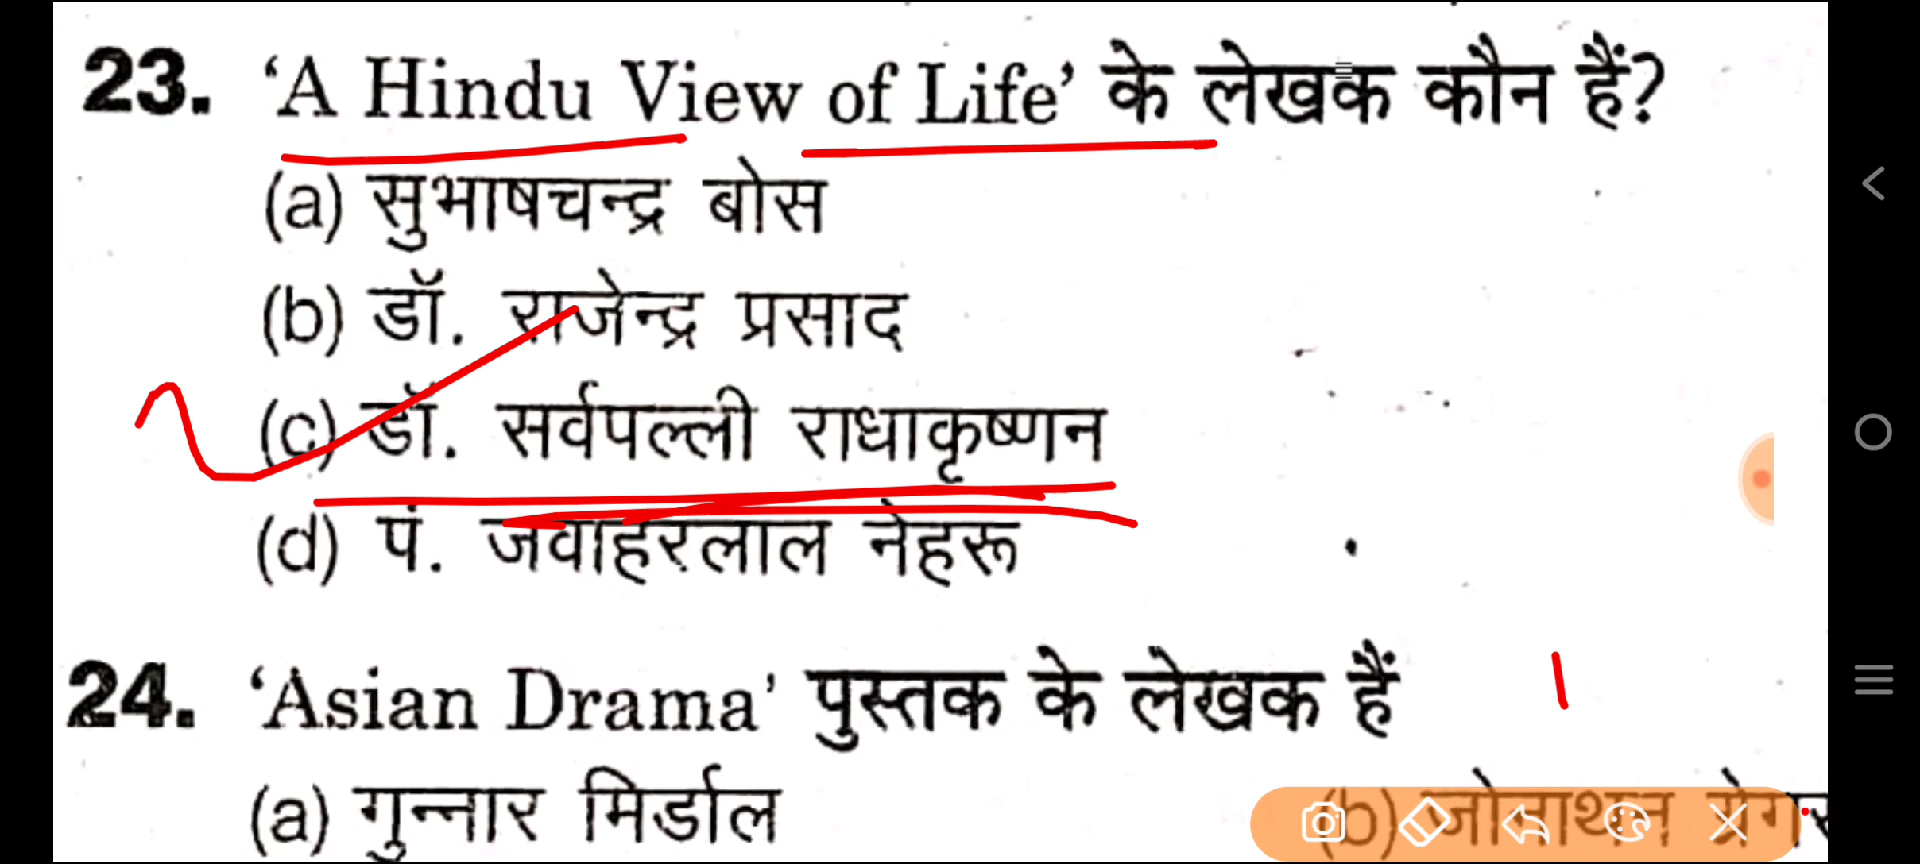 23. ‘A Hindu View of Life’ के लेखक कौन हैं?
(a) सुभाषचन्द्र बोस
(b) डॉ. राजेन्द्र प्रसाद
(c) डॉ. सर्वपल्ली राधाकृष्णन
(d) पं. जवाहरलाल नेहरू
24. ‘Asian Drama’ पुस्तक के लेखक हैं
(a) गुन्नार मिर्डाल (b) जोनाथन